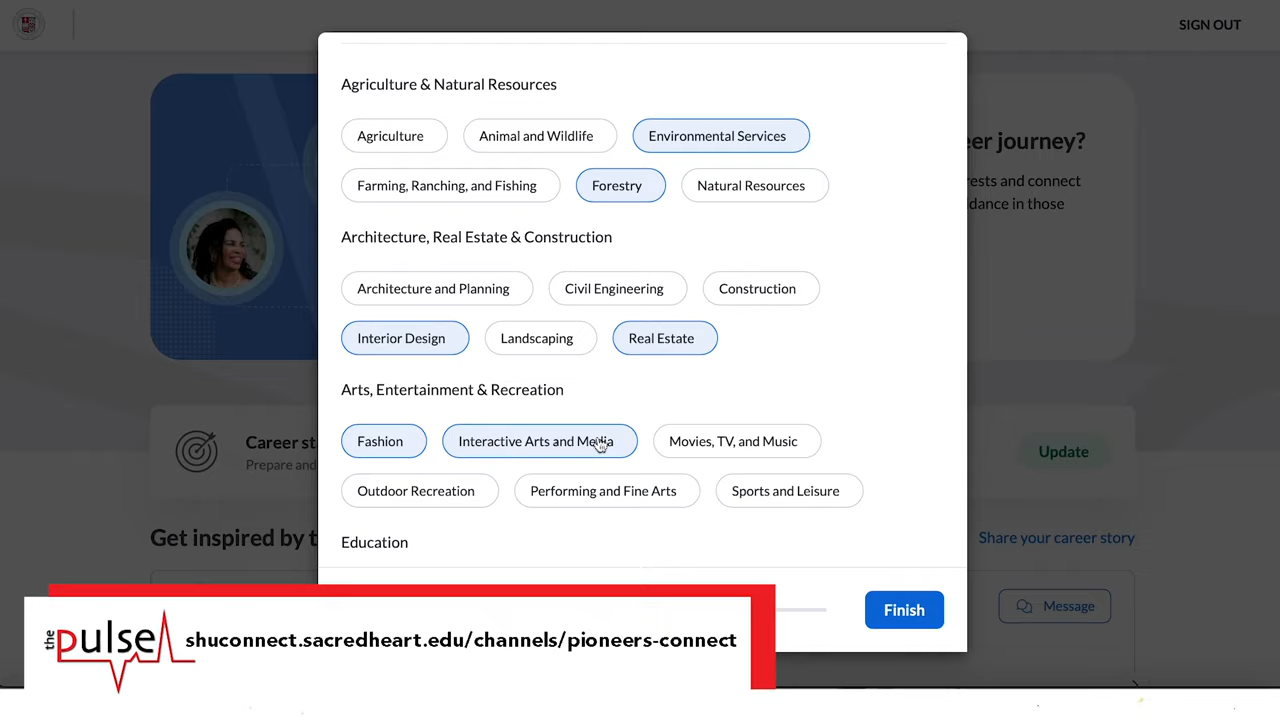 SIGN OUT
Agriculture & Natural Resources
Agriculture
Animal and Wildlife
Environmental Services
Farming, Ranching, and Fishing
Forestry
Natural Resources
Architecture, Real Estate & Construction
Architecture and Planning
Civil Engineering
Construction
Interior Design
Landscaping
Real Estate
Arts, Entertainment & Recreation
Fashion
Interactive Arts and Media
Movies, TV, and Music
Outdoor Recreation
Performing and Fine Arts
Sports and Leisure
Education
Finish
er journey?
rests and connect
dance in those
Career st
Prepare and
Update
Get inspired by t
Share your career story
Message
the pulse
shuconnect.sacredheart.edu/channels/pioneers-connect